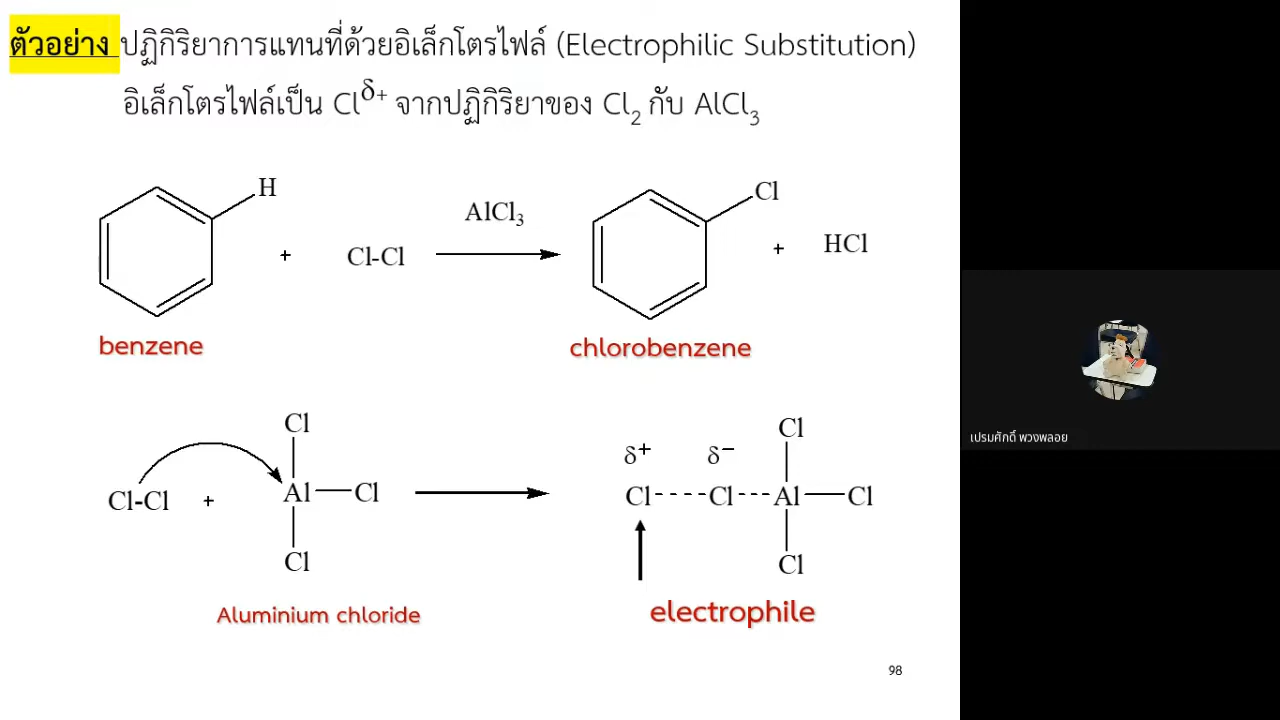 ตัวอย่าง ปฏิกิริยาการแทนที่ด้วยอิเล็กโตรไฟล์ (Electrophilic Substitution)
อิเล็กโตรไฟล์เป็น Clδ+ จากปฏิกิริยาของ Cl2 กับ AlCl3
H
+
Cl-Cl
AlCl3
Cl
+
HCl
benzene
chlorobenzene
Cl
Cl-Cl + Al Cl
Cl
δ+ δ−
Cl
Cl Cl Al Cl
Cl
Aluminium chloride
electrophile
98
เปรมศักดิ์ พวงพลอย